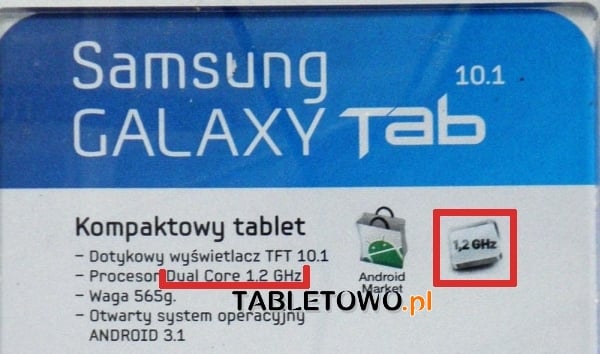 Samsung
GALAXY Tab 10.1
Kompaktowy tablet
– Dotykowy wyświetlacz TFT 10.1
– Procesor Dual Core 1.2 GHz
– Waga 565g.
– Otwarty system operacyjny
ANDROID 3.1
Android
Market
1,2 GHz
TABLETOWO.pl